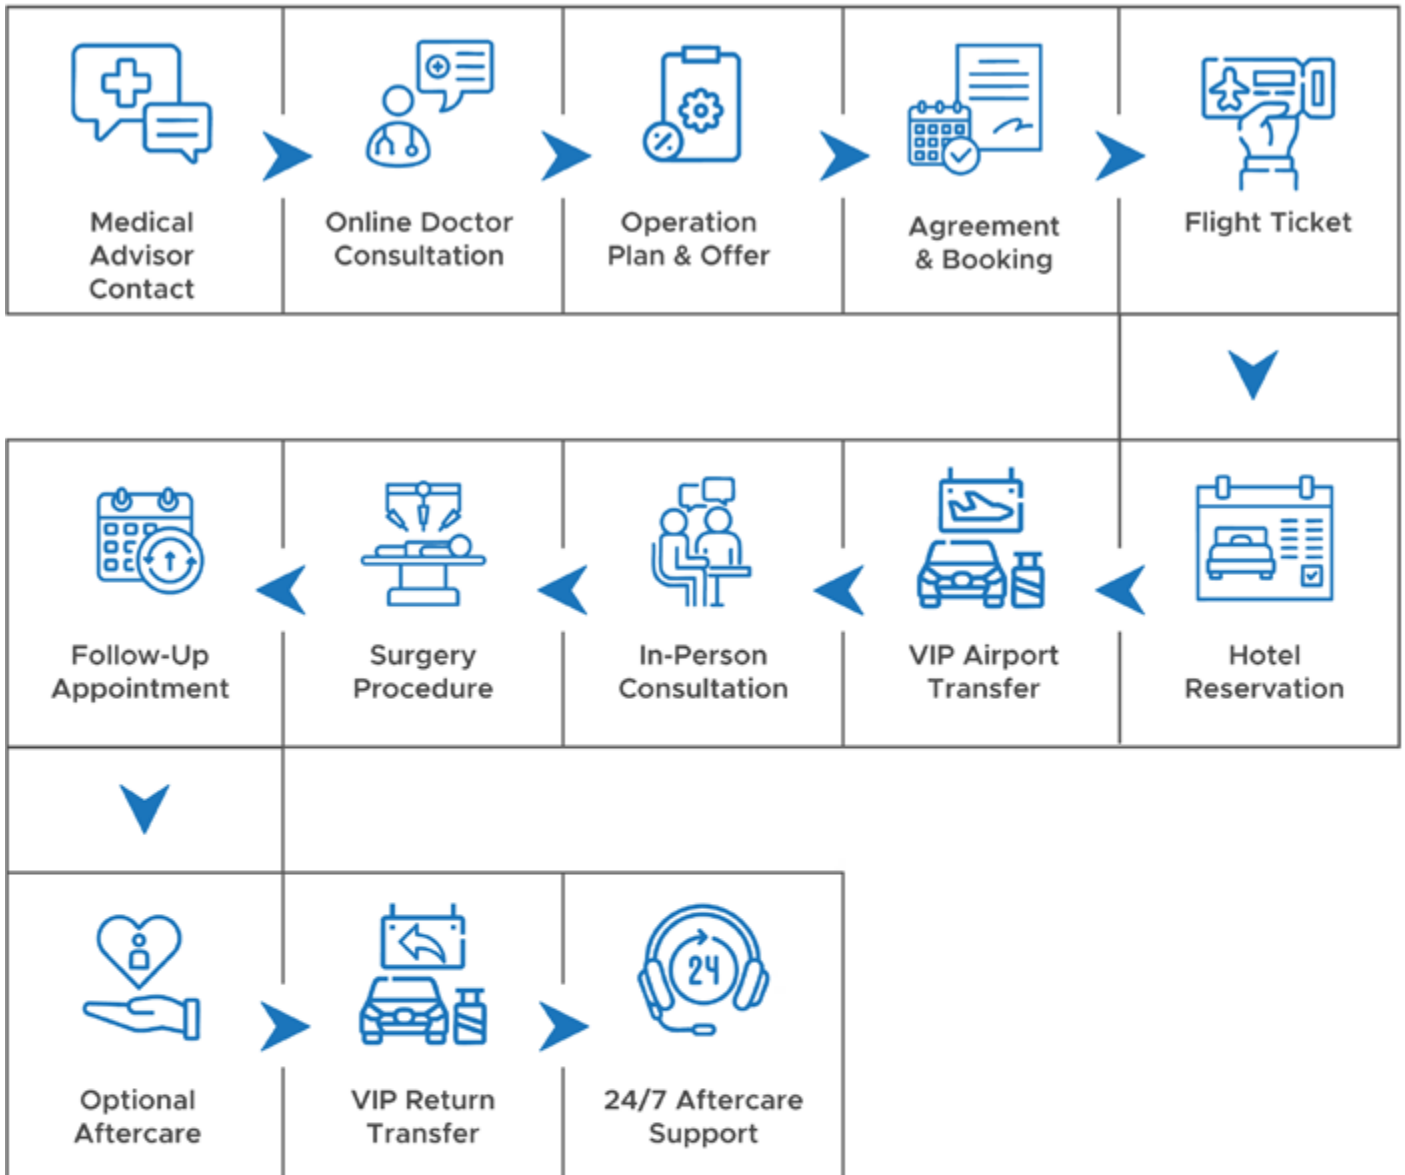 Medical
Advisor
Contact
Online Doctor
Consultation
Operation
Plan & Offer
Agreement
& Booking
Flight Ticket
Hotel
Reservation
VIP Airport
Transfer
In-Person
Consultation
Surgery
Procedure
Follow-Up
Appointment
Optional
Aftercare
VIP Return
Transfer
24
24/7 Aftercare
Support